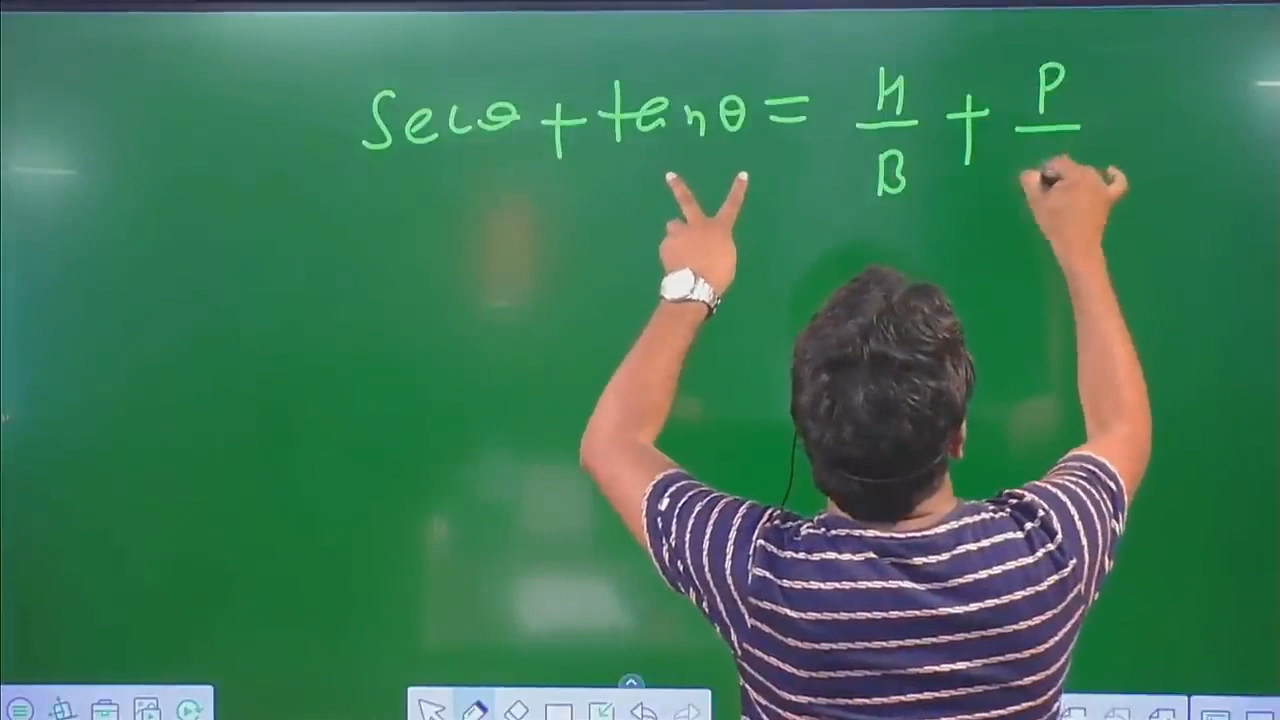 Secθ + tanθ = H/B + P/